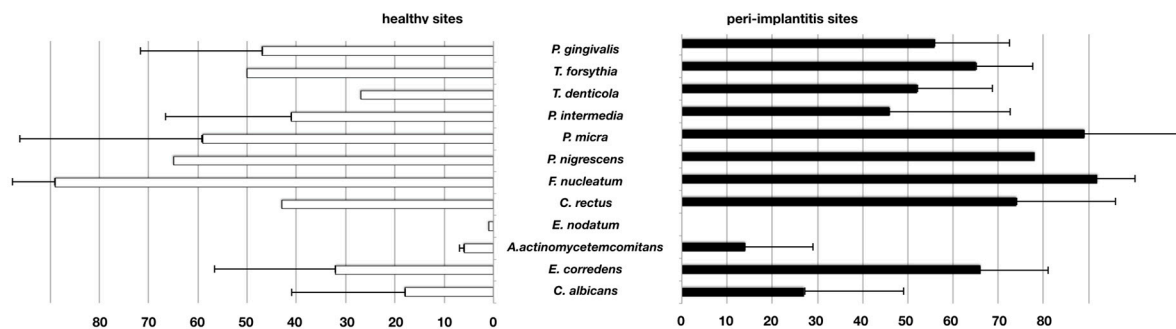 healthy sites
peri-implantitis sites
P. gingivalis
T. forsythia
T. denticola
P. intermedia
P. micra
P. nigrescens
F. nucleatum
C. rectus
E. nodatum
A.actinomycetemcomitans
E. corredens
C. albicans
80 70 60 50 40 30 20 10 0
0 10 20 30 40 50 60 70 80